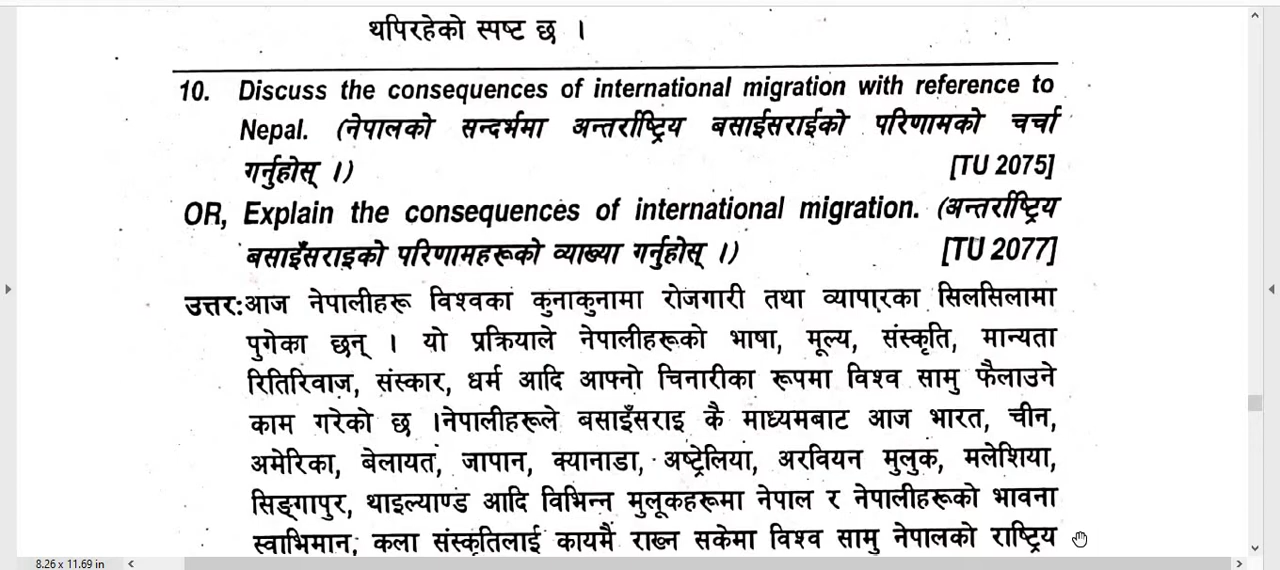 थपिरहेको स्पष्ट छ ।
10. Discuss the consequences of international migration with reference to
Nepal. (नेपालको सन्दर्भमा अन्तर्राष्ट्रिय बसाईसराईको परिणामको चर्चा
गर्नुहोस् ।) [TU 2075]
OR, Explain the consequences of international migration. (अन्तर्राष्ट्रिय
बसाइँसराइको परिणामहरूको व्याख्या गर्नुहोस् ।) [TU 2077]
उत्तर: आज नेपालीहरू विश्वका कुनाकुनामा रोजगारी तथा व्यापारका सिलसिलामा
पुगेका छन् । यो प्रक्रियाले नेपालीहरूको भाषा, मूल्य, संस्कृति, मान्यता
रितिरिवाज, संस्कार, धर्म आदि आफ्नो चिनारीका रूपमा विश्व सामु फैलाउने
काम गरेको छ ।नेपालीहरूले बसाइँसराइ कै माध्यमबाट आज भारत, चीन,
अमेरिका, बेलायत, जापान, क्यानाडा, अष्ट्रेलिया, अरवियन मुलुक, मलेशिया,
सिङ्गापुर, थाइल्याण्ड आदि विभिन्न मुलूकहरूमा नेपाल र नेपालीहरूको भावना
स्वाभिमान, कला संस्कृतिलाई कायमै राख्न सकेमा विश्व सामु नेपालको राष्ट्रिय
8.26 x 11.69 in